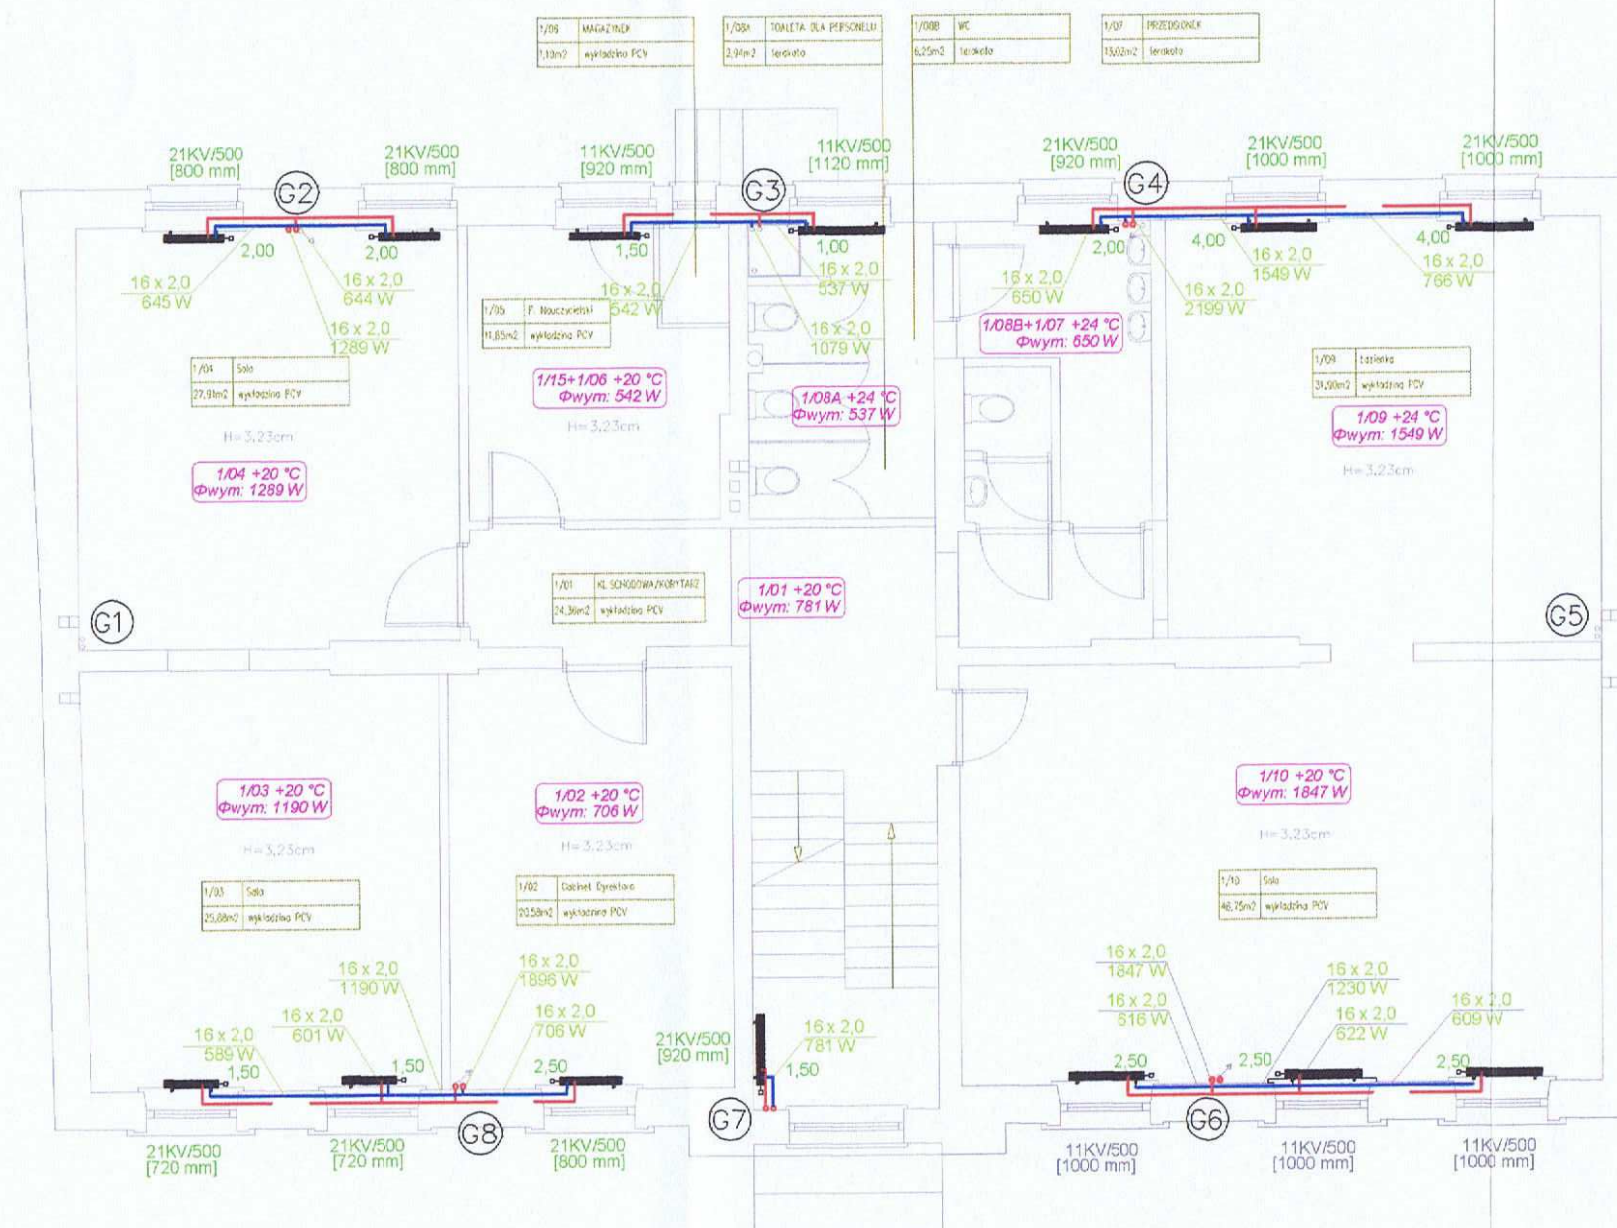 1/06 MAGAZYNEK
1,10m2 wykładzina PCV
1/08A TOALETA DLA PERSONELU
2,94m2 terakota
1/08B WC
6,25m2 terakota
1/07 PRZEDSIONEK
13,02m2 terakota
21KV/500
[800 mm]
21KV/500
[800 mm]
11KV/500
[920 mm]
11KV/500
[1120 mm]
21KV/500
[920 mm]
21KV/500
[1000 mm]
21KV/500
[1000 mm]
G2
G3
G4
2,00
2,00
1,50
1,00
2,00
4,00
4,00
16 x 2,0
645 W
16 x 2,0
644 W
16 x 2,0
1289 W
16 x 2,0
542 W
16 x 2,0
537 W
16 x 2,0
1079 W
16 x 2,0
650 W
16 x 2,0
2199 W
16 x 2,0
1549 W
16 x 2,0
766 W
1/05 P. Nauczycielski
11,85m2 wykładzina PCV
1/04 Sala
27,91m2 wykładzina PCV
1/09 Łazienka
31,90m2 wykładzina PCV
1/08B+1/07 +24 °C
Φwym: 650 W
1/15+1/06 +20 °C
Φwym: 542 W
1/08A +24 °C
Φwym: 537 W
1/09 +24 °C
Φwym: 1549 W
H=3,23cm
H=3,23cm
H=3,23cm
1/04 +20 °C
Φwym: 1289 W
1/01 KL.SCHODOWA/KORYTARZ
24,36m2 wykładzina PCV
1/01 +20 °C
Φwym: 781 W
G1
G5
1/03 +20 °C
Φwym: 1190 W
1/02 +20 °C
Φwym: 706 W
1/10 +20 °C
Φwym: 1847 W
H=3,23cm
H=3,23cm
H=3,23cm
1/03 Sala
25,88m2 wykładzina PCV
1/02 Gabinet Dyrektora
20,58m2 wykładzina PCV
1/10 Sala
46,75m2 wykładzina PCV
16 x 2,0
1190 W
16 x 2,0
1896 W
16 x 2,0
589 W
16 x 2,0
601 W
16 x 2,0
706 W
16 x 2,0
781 W
16 x 2,0
1847 W
16 x 2,0
616 W
16 x 2,0
1230 W
16 x 2,0
622 W
16 x 2,0
609 W
21KV/500
[920 mm]
1,50
1,50
2,50
1,50
2,50
2,50
2,50
G8
G7
G6
21KV/500
[720 mm]
21KV/500
[720 mm]
21KV/500
[800 mm]
11KV/500
[1000 mm]
11KV/500
[1000 mm]
11KV/500
[1000 mm]